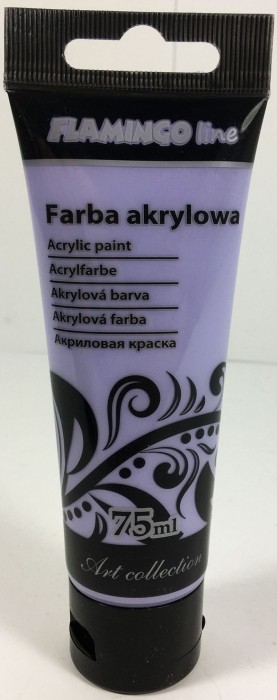 FLAMINGO line
Farba akrylowa
Acrylic paint
Acrylfarbe
Akrylová barva
Akrylová farba
Акриловая краска
75ml
Art collection